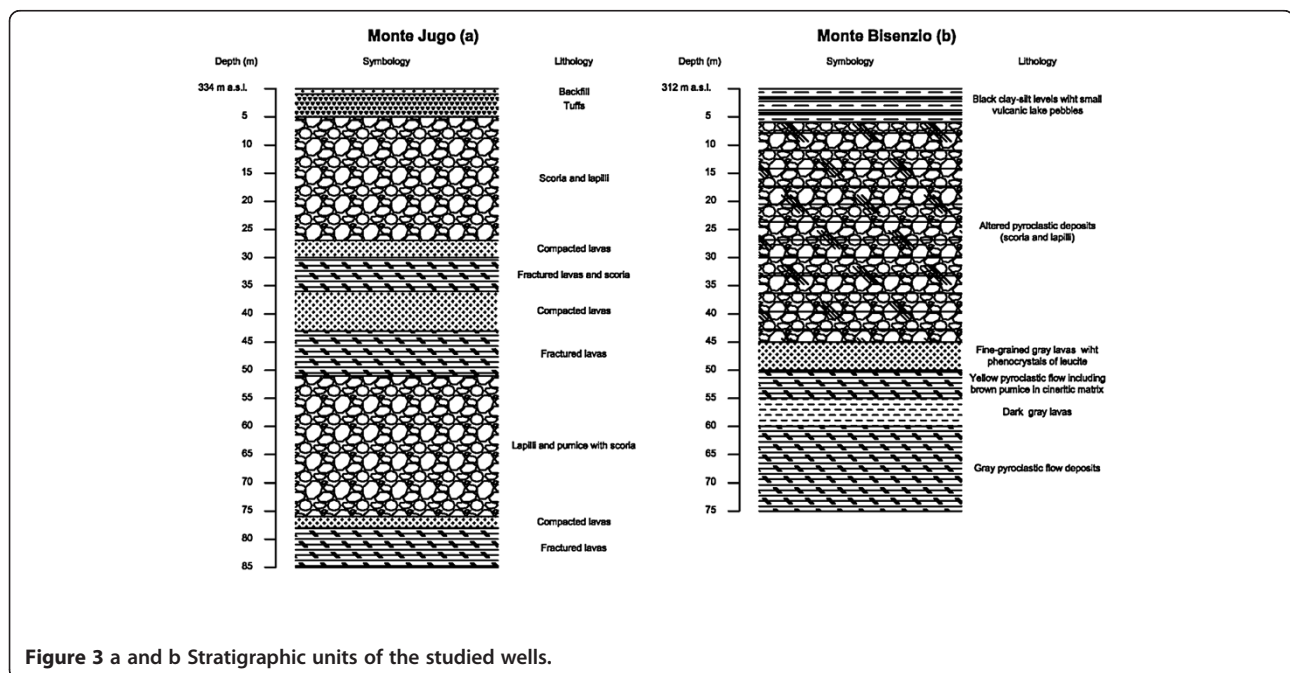 Monte Jugo (a)
Depth (m) Symbology Lithology
334 m a.s.l.
Backfill
Tuffs
5
10
15
Scoria and lapilli
20
25
Compacted lavas
30
Fractured lavas and scoria
35
40
Compacted lavas
45
Fractured lavas
50
55
60
Lapilli and pumice with scoria
65
70
75
Compacted lavas
80
Fractured lavas
85
Monte Bisenzio (b)
Depth (m) Symbology Lithology
312 m a.s.l.
Black clay-silt levels wiht small
vulcanic lake pebbles
5
10
15
20
25
Altered pyroclastic deposits
(scoria and lapilli)
30
35
40
45
Fine-grained gray lavas wiht
phenocrystals of leucite
50
Yellow pyroclastic flow including
brown pumice in cineritic matrix
55
Dark gray lavas
60
65
Gray pyroclastic flow deposits
70
75
Figure 3 a and b Stratigraphic units of the studied wells.